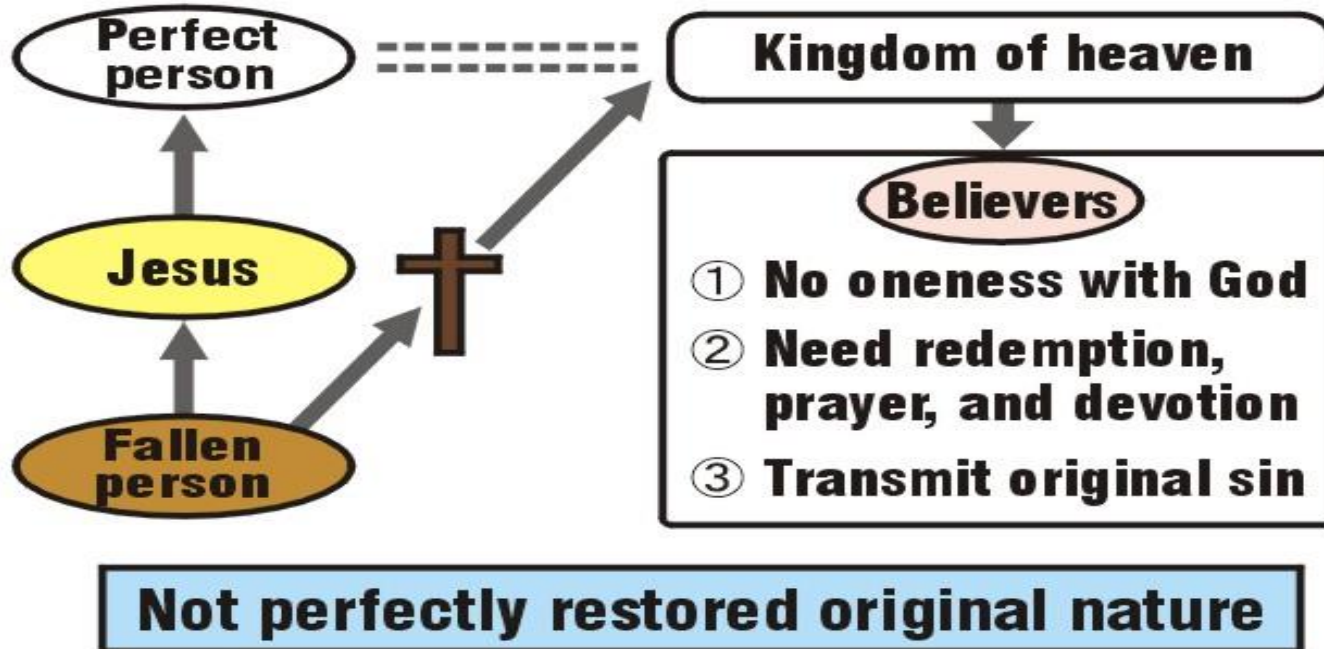 Perfect
person
Kingdom of heaven
Jesus
Fallen
person
Believers
① No oneness with God
② Need redemption,
prayer, and devotion
③ Transmit original sin
Not perfectly restored original nature